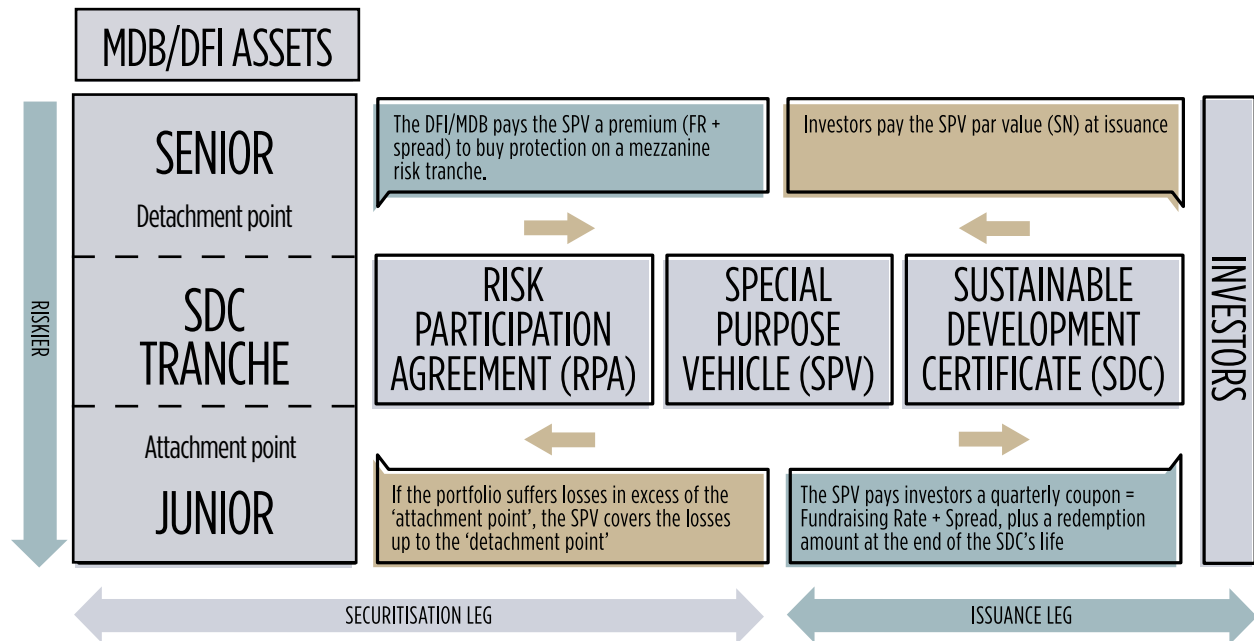 MDB/DFI ASSETS
RISKIER
SENIOR
Detachment point
SDC
TRANCHE
Attachment point
JUNIOR
The DFI/MDB pays the SPV a premium (FR +
spread) to buy protection on a mezzanine
risk tranche.
Investors pay the SPV par value (SN) at issuance
RISK
PARTICIPATION
AGREEMENT (RPA)
SPECIAL
PURPOSE
VEHICLE (SPV)
SUSTAINABLE
DEVELOPMENT
CERTIFICATE (SDC)
INVESTORS
If the portfolio suffers losses in excess of the
‘attachment point’, the SPV covers the losses
up to the ‘detachment point’
The SPV pays investors a quarterly coupon =
Fundraising Rate + Spread, plus a redemption
amount at the end of the SDC’s life
SECURITISATION LEG
ISSUANCE LEG